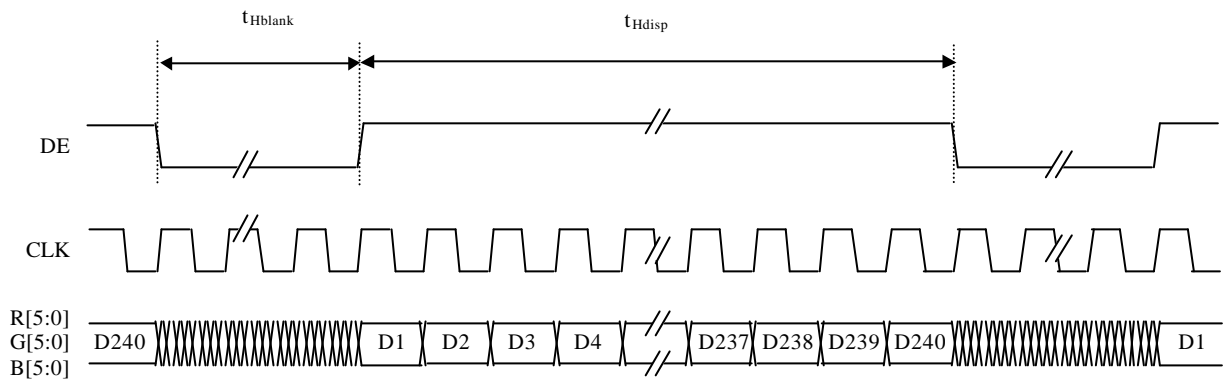 tHblank tHdisp
DE
CLK
R[5:0]
G[5:0]
B[5:0]
D240 D1 D2 D3 D4 D237 D238 D239 D240 D1